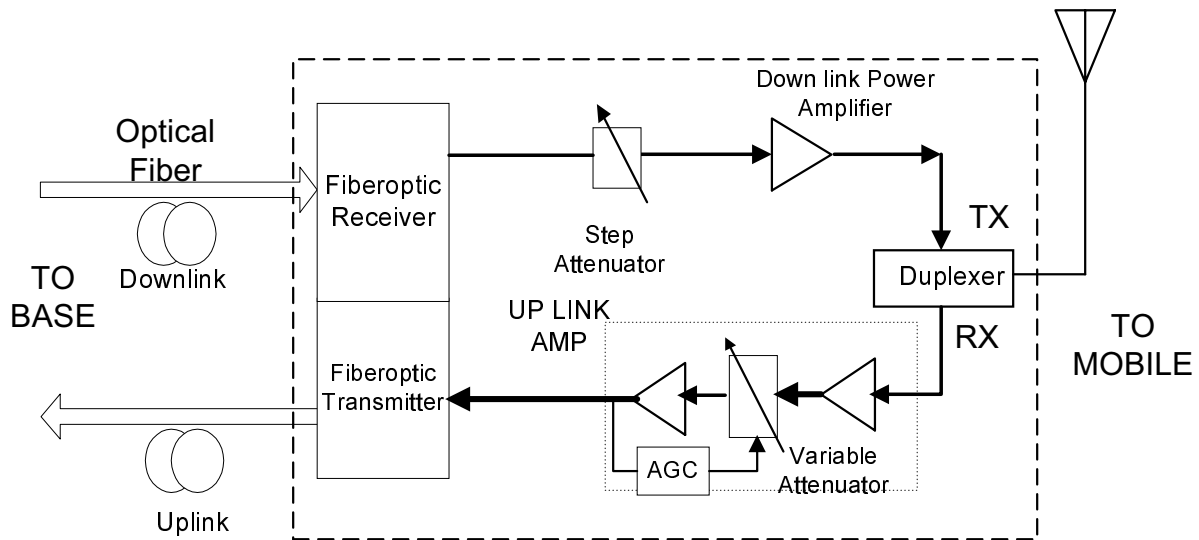 Down link Power
Amplifier
Optical
Fiber
Fiberoptic
Receiver
TX
Step
Attenuator
Downlink
Duplexer
TO
BASE
UP LINK
AMP
RX
TO
MOBILE
Fiberoptic
Transmitter
AGC
Variable
Attenuator
Uplink